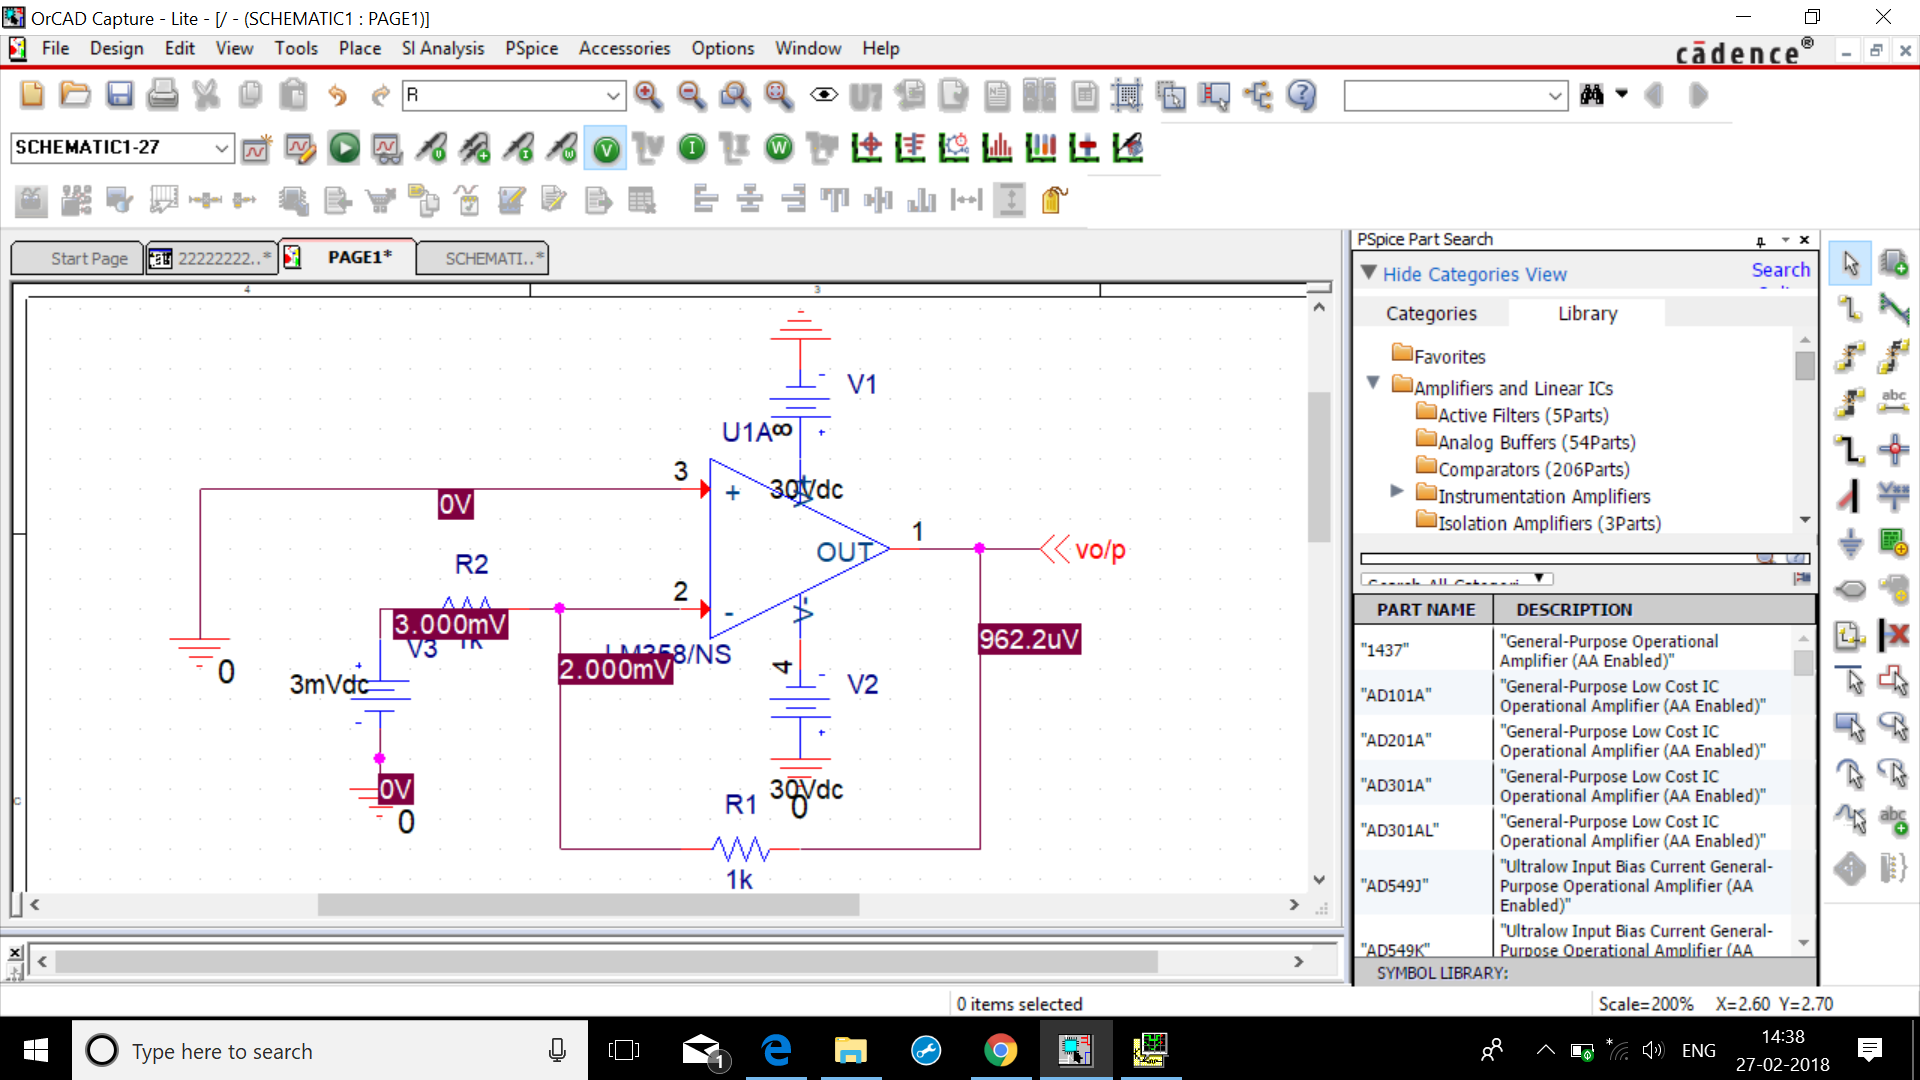 OrCAD Capture - Lite - [/ - (SCHEMATIC1 : PAGE1)]
File Design Edit View Tools Place SI Analysis PSpice Accessories Options Window Help
cādence®
R
SCHEMATIC1-27
Start Page
22222222..*
PAGE1*
SCHEMATI..*
4
3
V1
-
+
U1A
8
30Vdc
V+
3
+
0V
0
R2
1k
3.000mV
V3
3mVdc
+
-
0V
0
2
-
OUT
1
vo/p
V-
LM358/NS
2.000mV
962.2uV
4
-
V2
+
30Vdc
0
R1
1k
C
PSpice Part Search
Hide Categories View
Search
Categories
Library
Favorites
Amplifiers and Linear ICs
Active Filters (5Parts)
Analog Buffers (54Parts)
Comparators (206Parts)
Instrumentation Amplifiers
Isolation Amplifiers (3Parts)
PART NAME DESCRIPTION
"1437" "General-Purpose Operational
Amplifier (AA Enabled)"
"AD101A" "General-Purpose Low Cost IC
Operational Amplifier (AA Enabled)"
"AD201A" "General-Purpose Low Cost IC
Operational Amplifier (AA Enabled)"
"AD301A" "General-Purpose Low Cost IC
Operational Amplifier (AA Enabled)"
"AD301AL" "General-Purpose Low Cost IC
Operational Amplifier (AA Enabled)"
"AD549J" "Ultralow Input Bias Current General-
Purpose Operational Amplifier (AA
Enabled)"
"AD549K" "Ultralow Input Bias Current General-
Purpose Operational Amplifier (AA
SYMBOL LIBRARY:
0 items selected
Scale=200% X=2.60 Y=2.70
Type here to search
1
ENG
14:38
27-02-2018